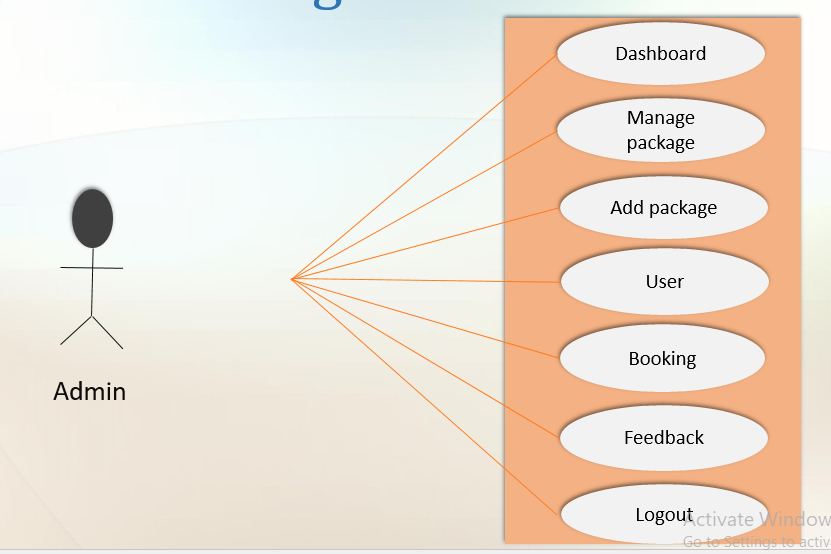 Dashboard
Manage
package
Add package
User
Booking
Admin
Feedback
Logout
Activate Window
Go to Settings to activ